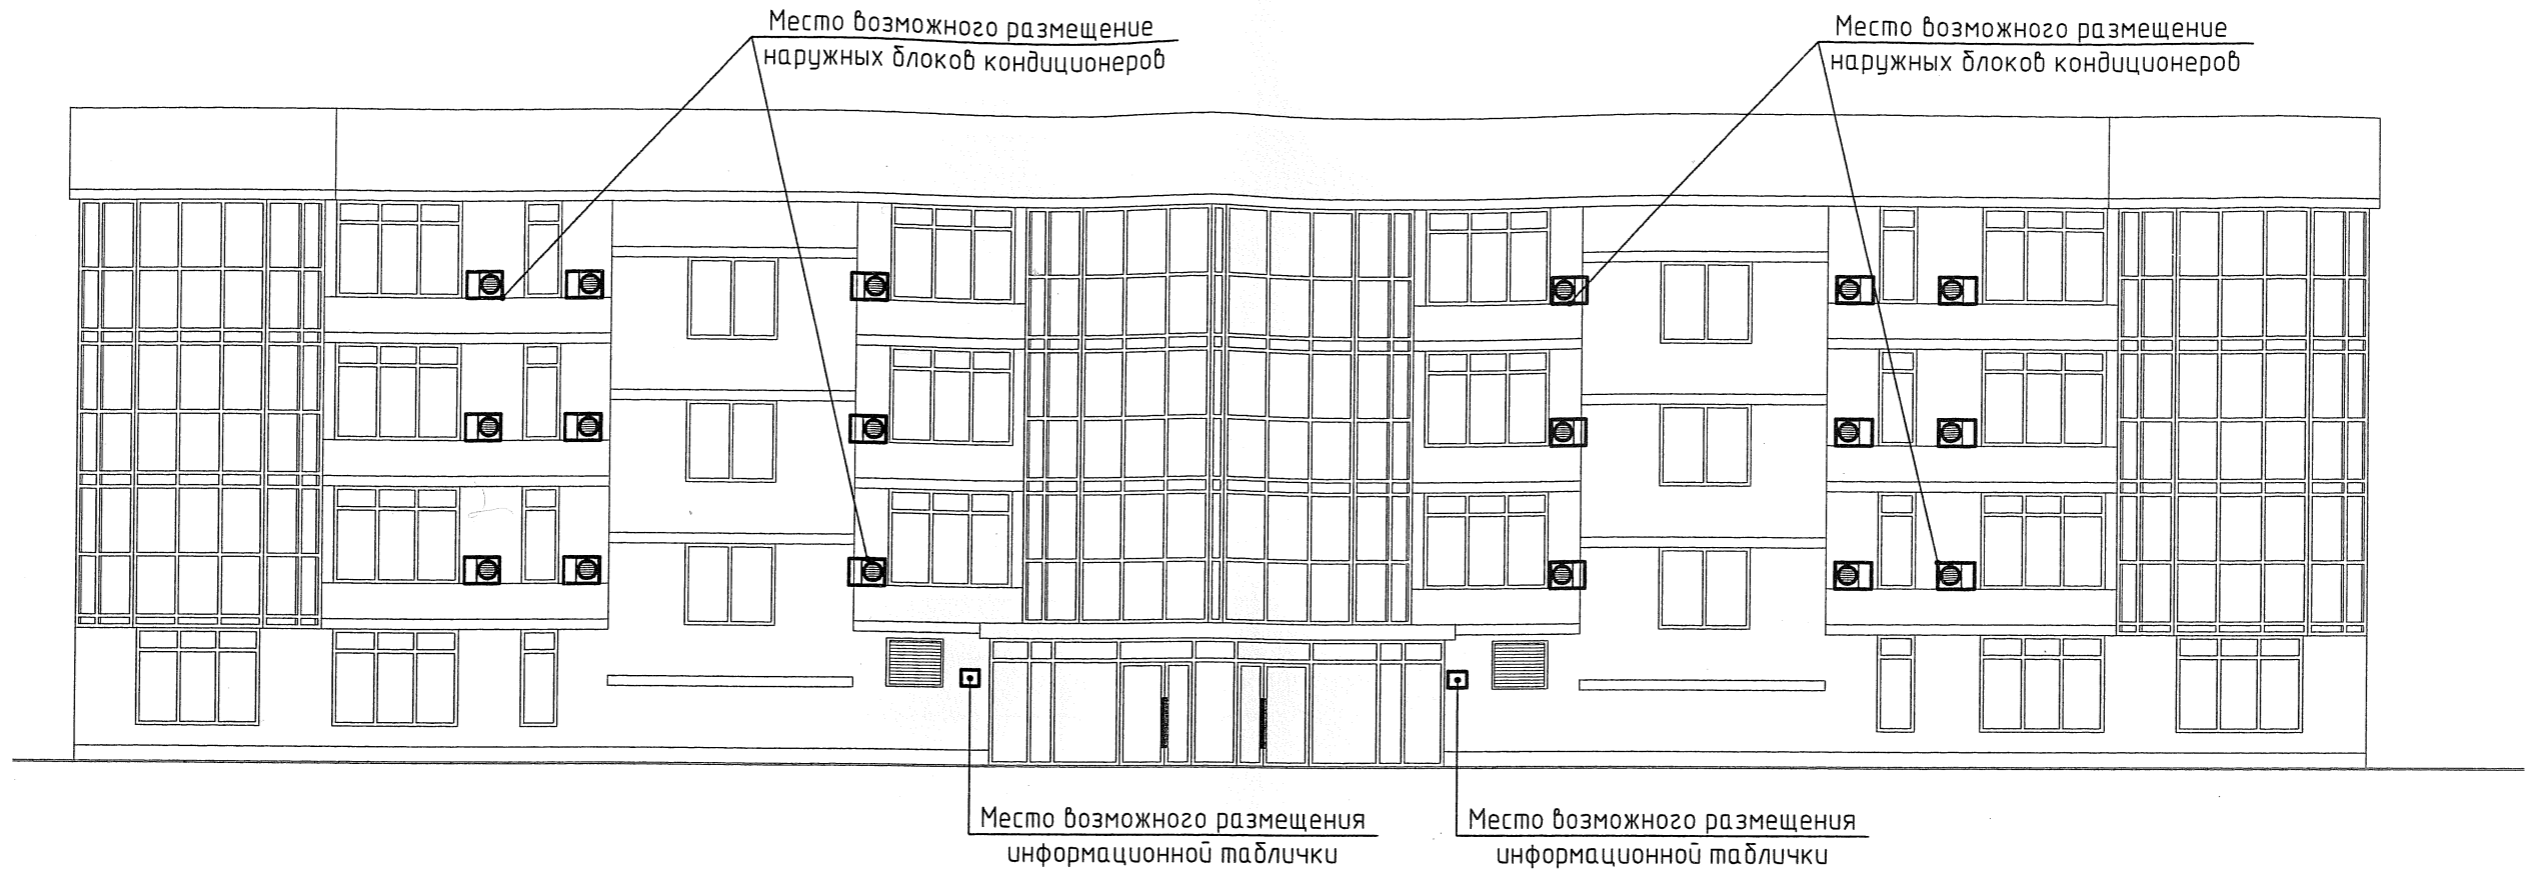 Место возможного размещение
наружных блоков кондиционеров
Место возможного размещение
наружных блоков кондиционеров
Место возможного размещения
информационной таблички
Место возможного размещения
информационной таблички